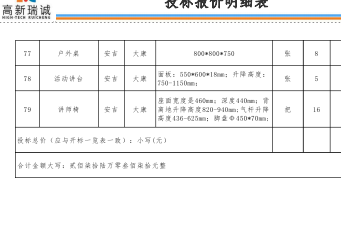 投标报价明细表
高新瑞诚
HIGH-TECH RUICHENG
77 户外桌 安吉 大康 800*800*750 张 8
78 活动讲台 安吉 大康 面板：550*600*18mm；升降高度：750-1150mm； 张 5
79 讲师椅 安吉 大康 座面宽度是460mm；深度440mm；背离地升降高度820-940mm;气杆升降高度436-625mm；脚盘Φ450*70mm； 把 16
投标总价（应与开标一览表一致）：小写(元)
合计金额大写：贰佰柒拾陆万零叁佰柒拾元整